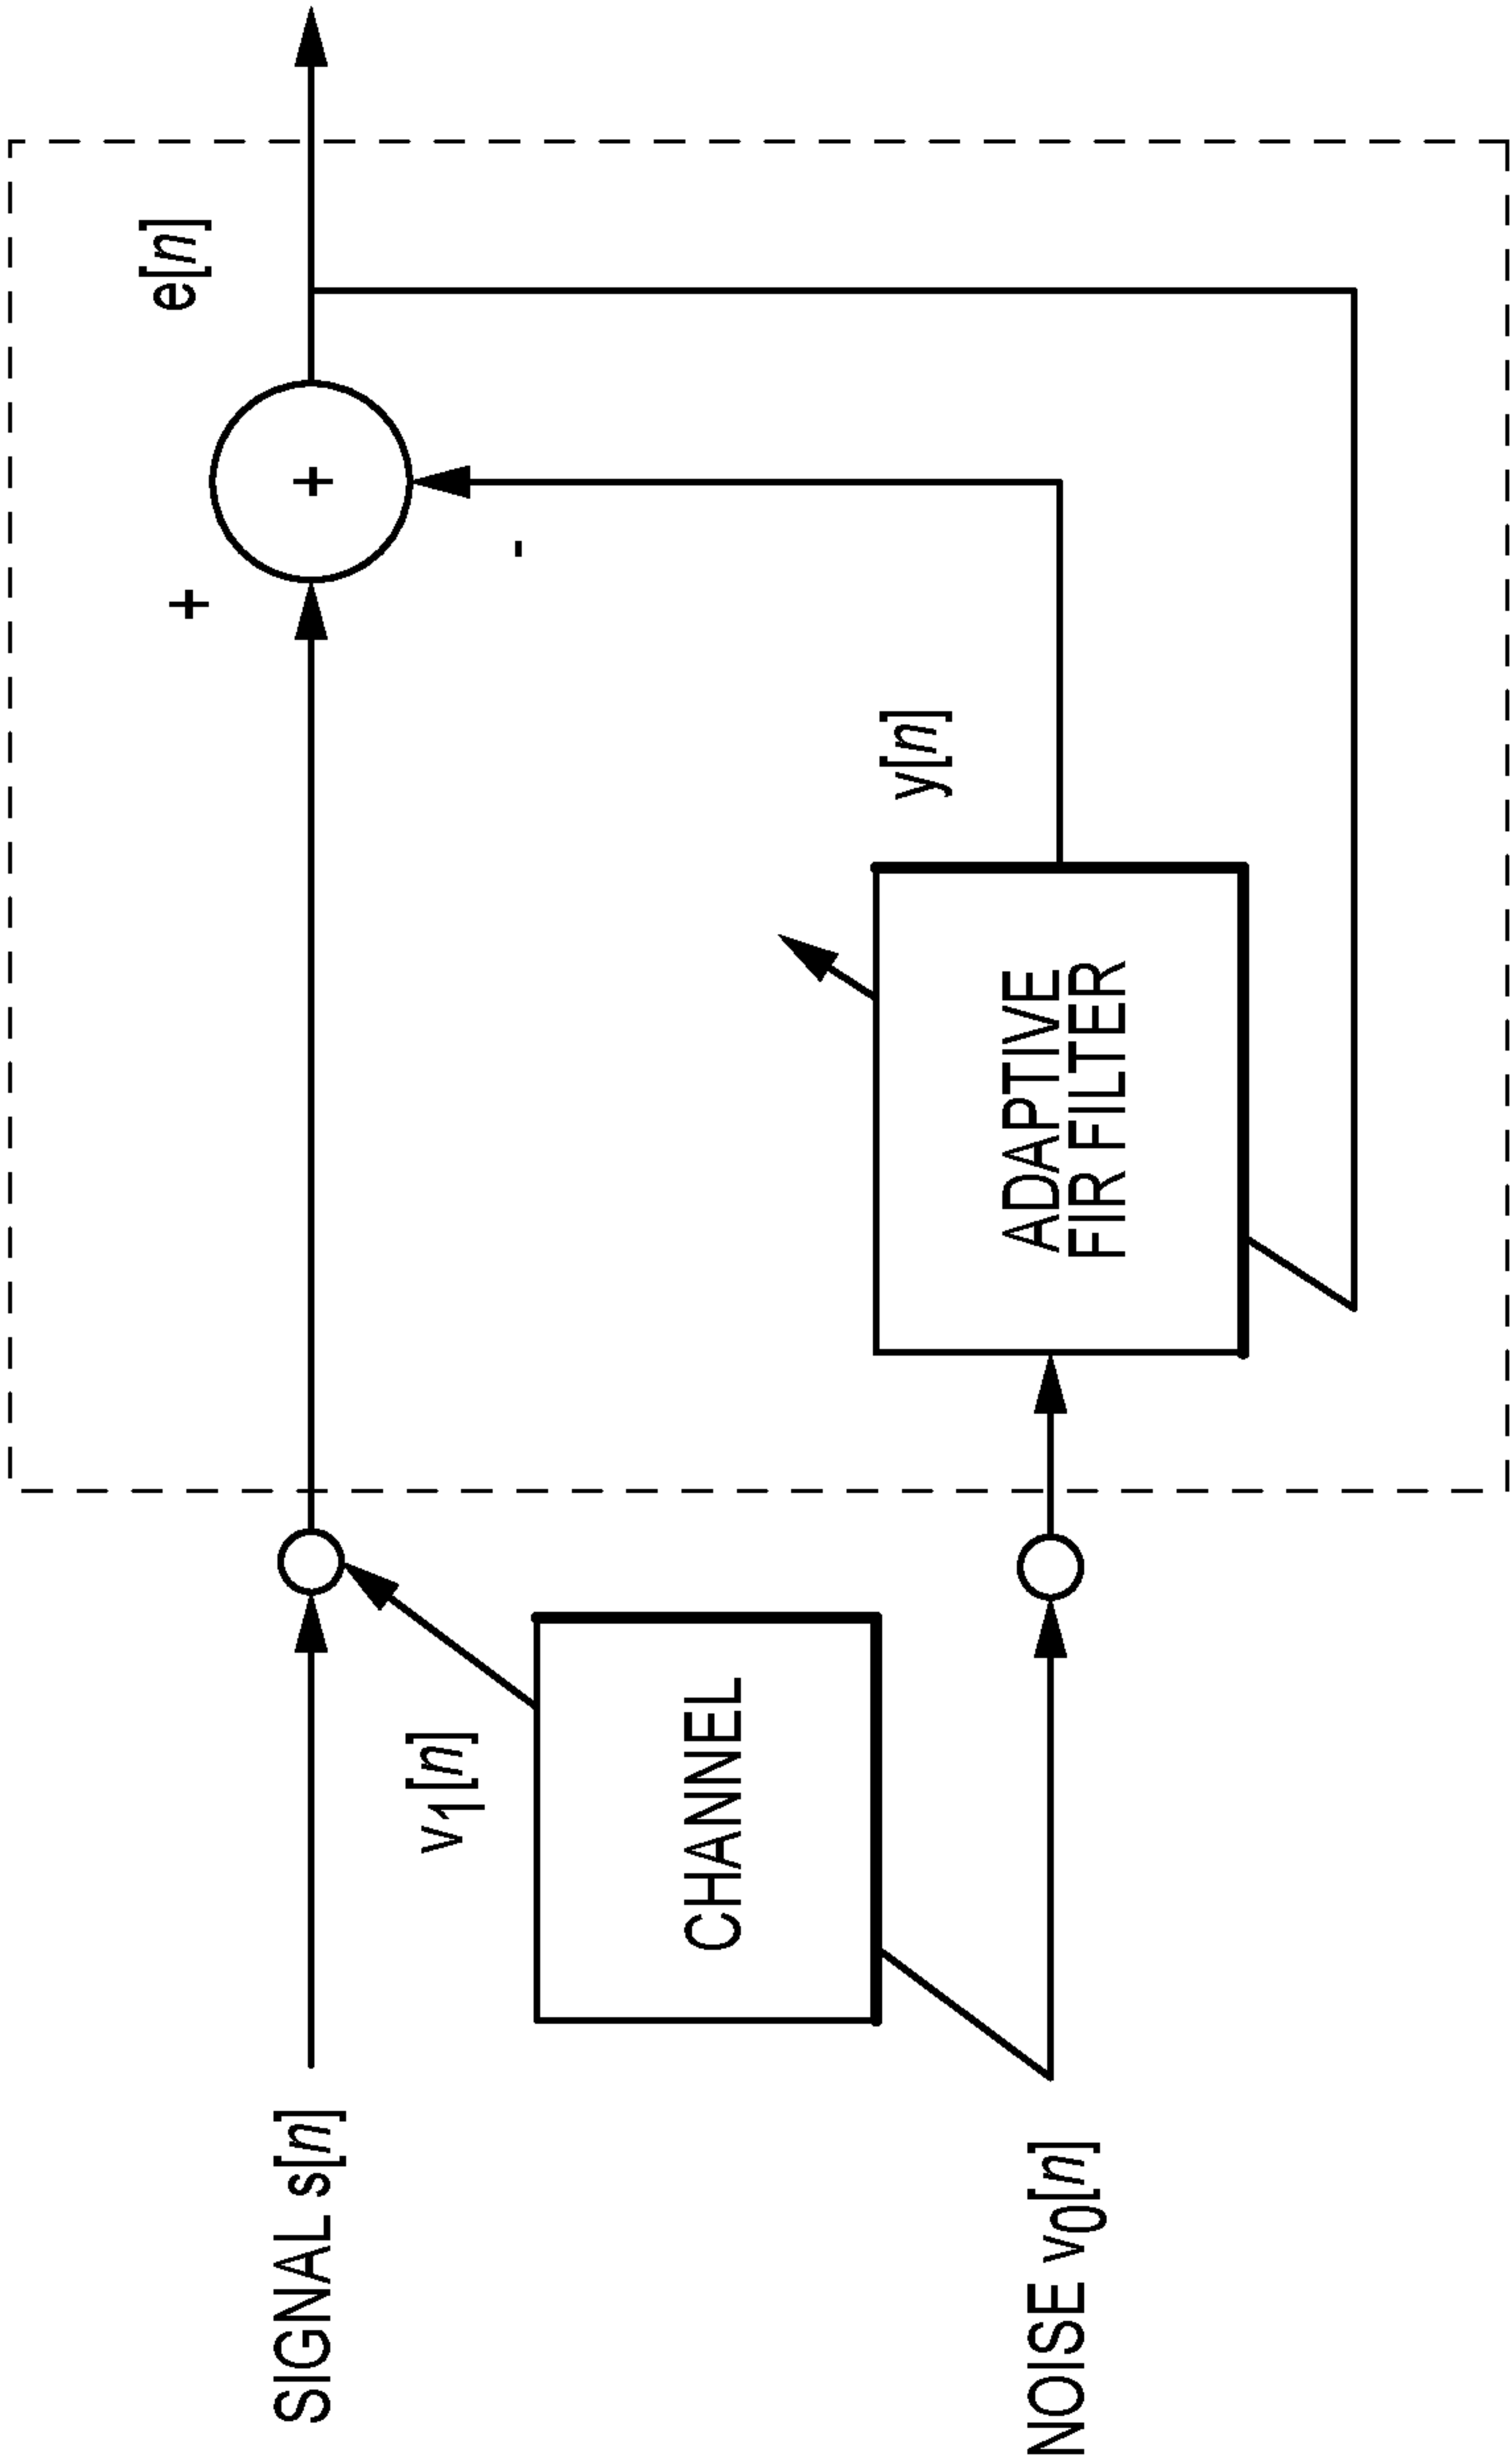 SIGNAL s[n]
v1[n]
+
+
e[n]
-
CHANNEL
y[n]
ADAPTIVE
FIR FILTER
NOISE v0[n]